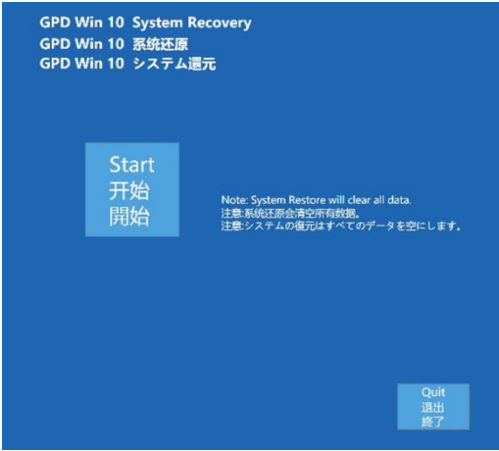 GPD Win 10 System Recovery
GPD Win 10 系统还原
GPD Win 10 システム還元
Start
开始
開始
Note: System Restore will clear all data.
注意:系统还原会清空所有数据。
注意:システムの復元はすべてのデータを空にします。
Quit
退出
終了